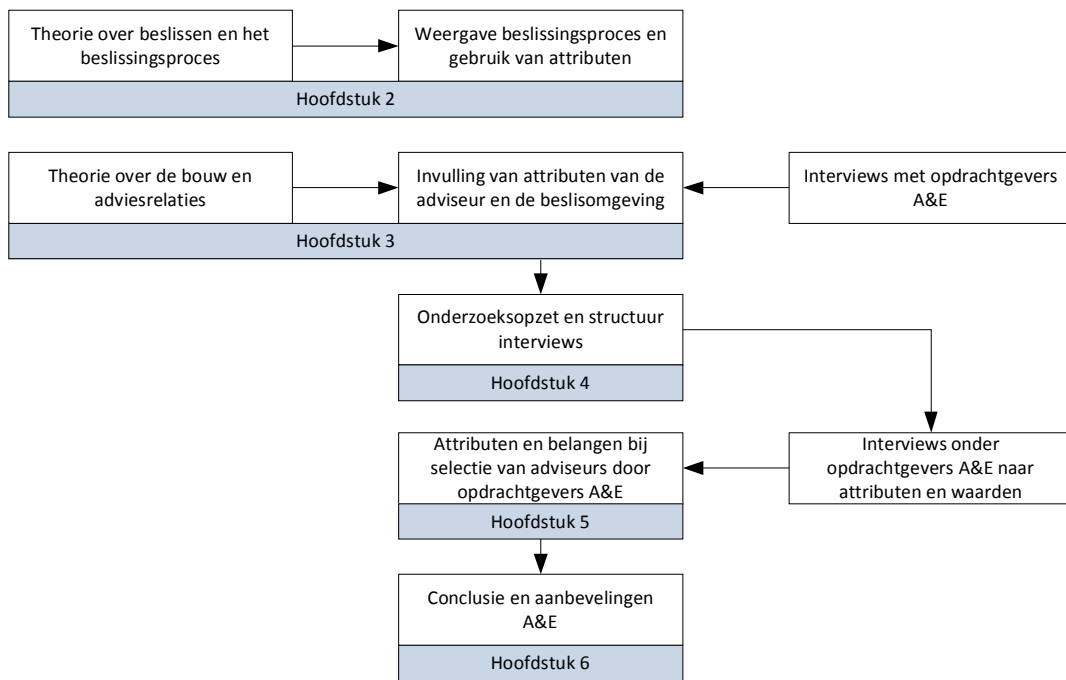 Theorie over beslissen en het
beslissingsproces
Weergave beslissingsproces en
gebruik van attributen
Hoofdstuk 2
Theorie over de bouw en
adviesrelaties
Invulling van attributen van de
adviseur en de beslisomgeving
Interviews met opdrachtgevers
A&E
Hoofdstuk 3
Onderzoeksopzet en structuur
interviews
Hoofdstuk 4
Attributen en belangen bij
selectie van adviseurs door
opdrachtgevers A&E
Interviews onder
opdrachtgevers A&E naar
attributen en waarden
Hoofdstuk 5
Conclusie en aanbevelingen
A&E
Hoofdstuk 6